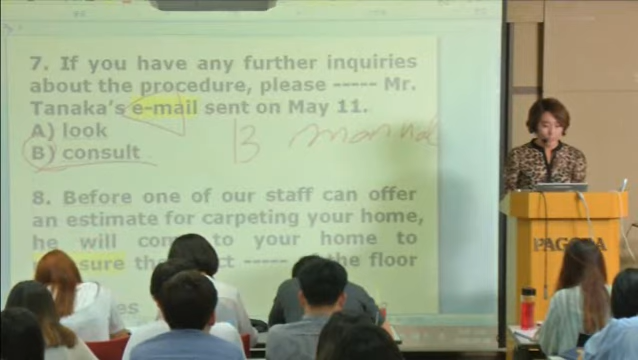 7. If you have any further inquiries
about the procedure, please ----- Mr.
Tanaka's e-mail sent on May 11.
A) look
B) consult
B
8. Before one of our staff can offer
an estimate for carpeting your home,
he will come to your home to
the ----- the floor
PAGODA